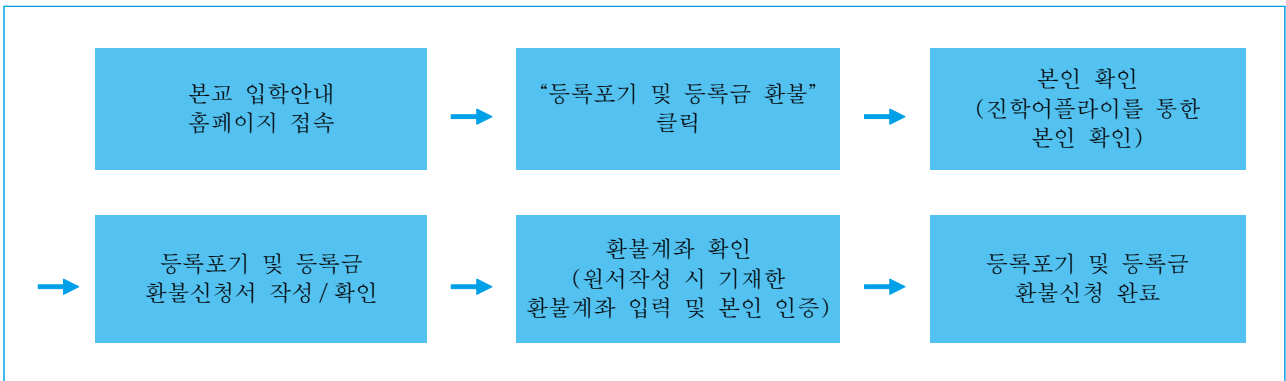 본교 입학안내
홈페이지 접속
“등록포기 및 등록금 환불”
클릭
본인 확인
(진학어플라이를 통한
본인 확인)
등록포기 및 등록금
환불신청서 작성/확인
환불계좌 확인
(원서작성 시 기재한
환불계좌 입력 및 본인 인증)
등록포기 및 등록금
환불신청 완료